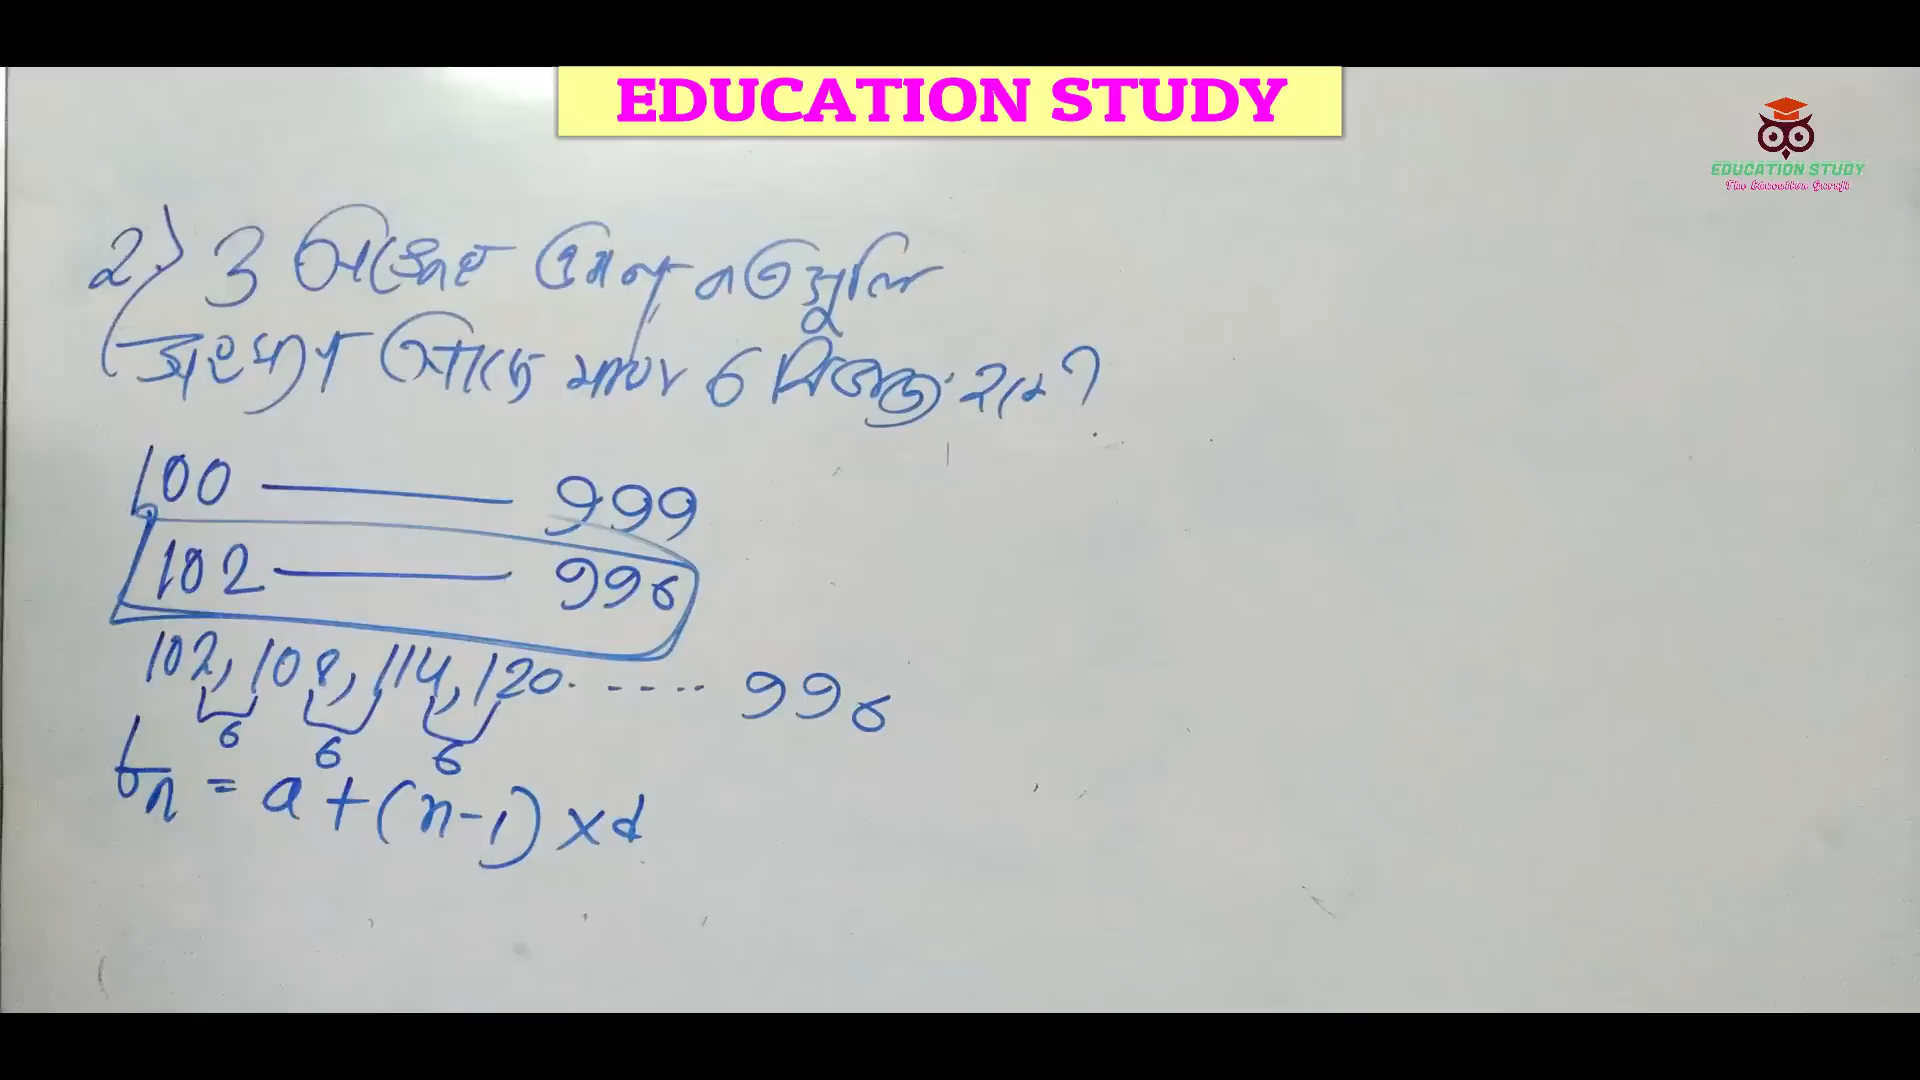 EDUCATION STUDY
EDUCATION STUDY
2) 3 অঙ্কের এমন কতগুলি
সংখ্যা আছে যারা 6 বিভাজ্য হবে?
100 — 999
102 — 996
102, 108, 114, 120 ----- 996
6 6 6
tn = a + (n-1) × d